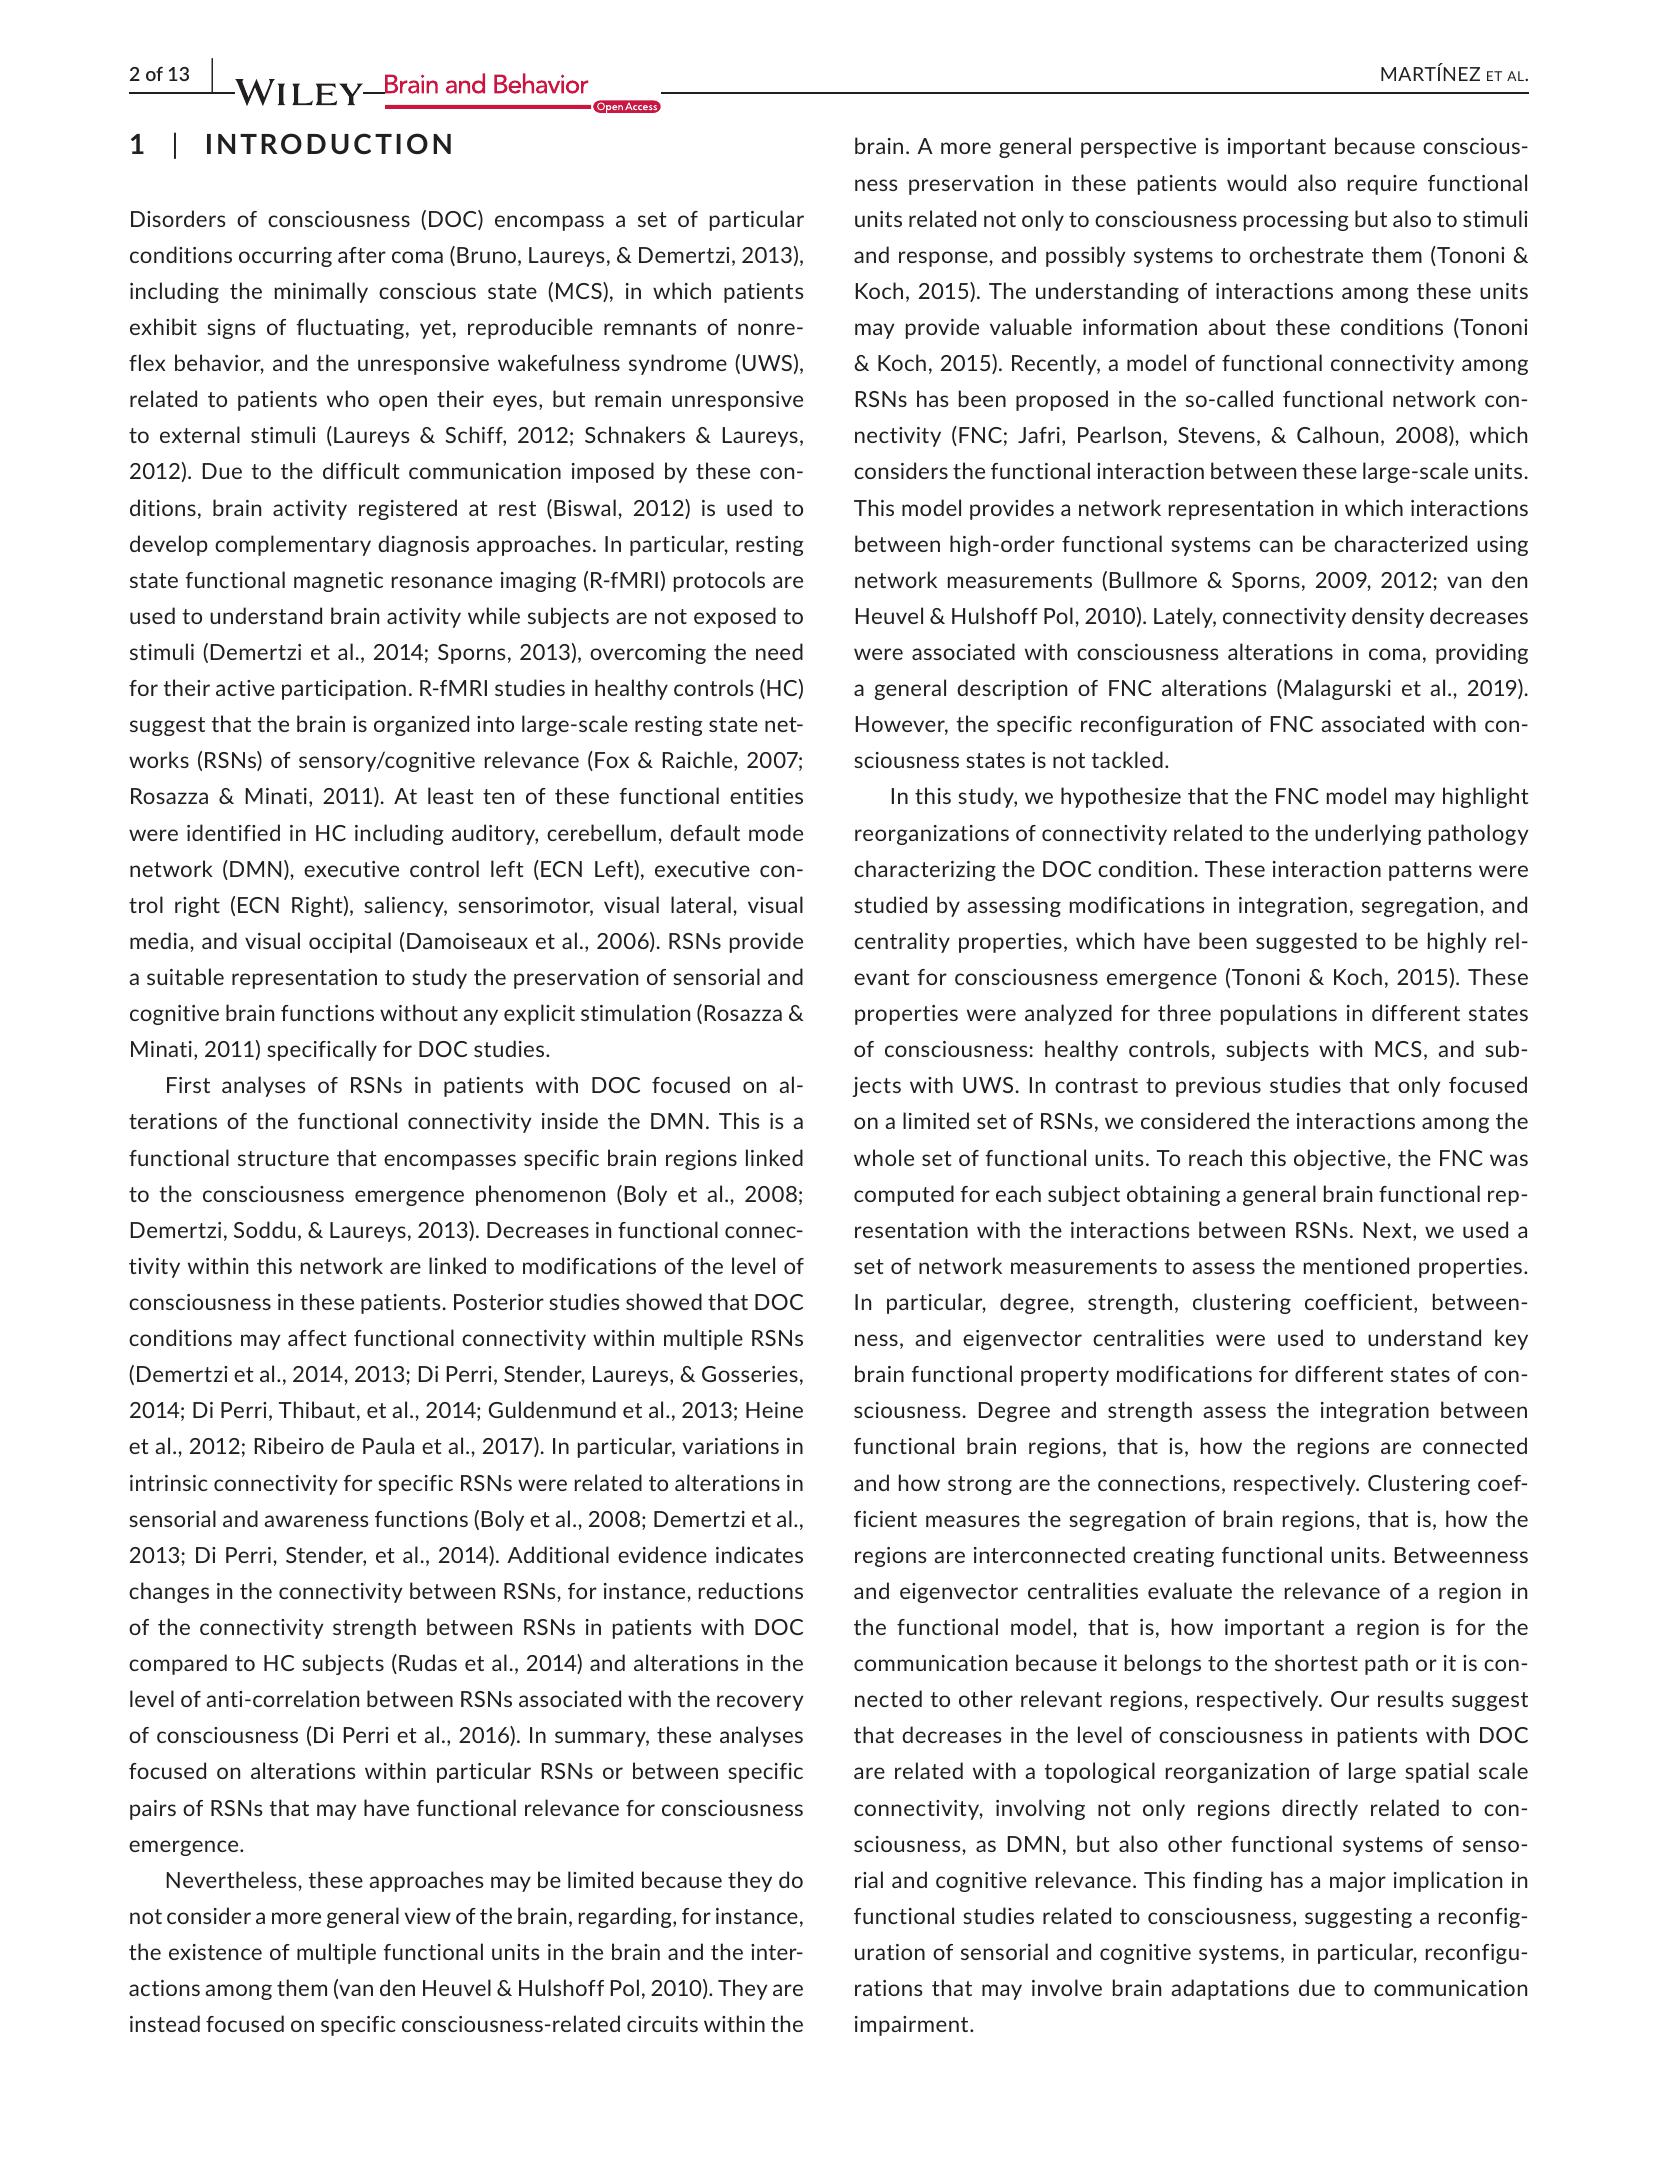 2 of 13
WILEY
Brain and Behavior
Open Access
MARTÍNEZ ET AL.
1 | INTRODUCTION
Disorders of consciousness (DOC) encompass a set of particular
conditions occurring after coma (Bruno, Laureys, & Demertzi, 2013),
including the minimally conscious state (MCS), in which patients
exhibit signs of fluctuating, yet, reproducible remnants of nonre-
flex behavior, and the unresponsive wakefulness syndrome (UWS),
related to patients who open their eyes, but remain unresponsive
to external stimuli (Laureys & Schiff, 2012; Schnakers & Laureys,
2012). Due to the difficult communication imposed by these con-
ditions, brain activity registered at rest (Biswal, 2012) is used to
develop complementary diagnosis approaches. In particular, resting
state functional magnetic resonance imaging (R-fMRI) protocols are
used to understand brain activity while subjects are not exposed to
stimuli (Demertzi et al., 2014; Sporns, 2013), overcoming the need
for their active participation. R-fMRI studies in healthy controls (HC)
suggest that the brain is organized into large-scale resting state net-
works (RSNs) of sensory/cognitive relevance (Fox & Raichle, 2007;
Rosazza & Minati, 2011). At least ten of these functional entities
were identified in HC including auditory, cerebellum, default mode
network (DMN), executive control left (ECN Left), executive con-
trol right (ECN Right), saliency, sensorimotor, visual lateral, visual
media, and visual occipital (Damoiseaux et al., 2006). RSNs provide
a suitable representation to study the preservation of sensorial and
cognitive brain functions without any explicit stimulation (Rosazza &
Minati, 2011) specifically for DOC studies.
First analyses of RSNs in patients with DOC focused on al-
terations of the functional connectivity inside the DMN. This is a
functional structure that encompasses specific brain regions linked
to the consciousness emergence phenomenon (Boly et al., 2008;
Demertzi, Soddu, & Laureys, 2013). Decreases in functional connec-
tivity within this network are linked to modifications of the level of
consciousness in these patients. Posterior studies showed that DOC
conditions may affect functional connectivity within multiple RSNs
(Demertzi et al., 2014, 2013; Di Perri, Stender, Laureys, & Gosseries,
2014; Di Perri, Thibaut, et al., 2014; Guldenmund et al., 2013; Heine
et al., 2012; Ribeiro de Paula et al., 2017). In particular, variations in
intrinsic connectivity for specific RSNs were related to alterations in
sensorial and awareness functions (Boly et al., 2008; Demertzi et al.,
2013; Di Perri, Stender, et al., 2014). Additional evidence indicates
changes in the connectivity between RSNs, for instance, reductions
of the connectivity strength between RSNs in patients with DOC
compared to HC subjects (Rudas et al., 2014) and alterations in the
level of anti-correlation between RSNs associated with the recovery
of consciousness (Di Perri et al., 2016). In summary, these analyses
focused on alterations within particular RSNs or between specific
pairs of RSNs that may have functional relevance for consciousness
emergence.
Nevertheless, these approaches may be limited because they do
not consider a more general view of the brain, regarding, for instance,
the existence of multiple functional units in the brain and the inter-
actions among them (van den Heuvel & Hulshoff Pol, 2010). They are
instead focused on specific consciousness-related circuits within the
brain. A more general perspective is important because conscious-
ness preservation in these patients would also require functional
units related not only to consciousness processing but also to stimuli
and response, and possibly systems to orchestrate them (Tononi &
Koch, 2015). The understanding of interactions among these units
may provide valuable information about these conditions (Tononi
& Koch, 2015). Recently, a model of functional connectivity among
RSNs has been proposed in the so-called functional network con-
nectivity (FNC; Jafri, Pearlson, Stevens, & Calhoun, 2008), which
considers the functional interaction between these large-scale units.
This model provides a network representation in which interactions
between high-order functional systems can be characterized using
network measurements (Bullmore & Sporns, 2009, 2012; van den
Heuvel & Hulshoff Pol, 2010). Lately, connectivity density decreases
were associated with consciousness alterations in coma, providing
a general description of FNC alterations (Malagurski et al., 2019).
However, the specific reconfiguration of FNC associated with con-
sciousness states is not tackled.
In this study, we hypothesize that the FNC model may highlight
reorganizations of connectivity related to the underlying pathology
characterizing the DOC condition. These interaction patterns were
studied by assessing modifications in integration, segregation, and
centrality properties, which have been suggested to be highly rel-
evant for consciousness emergence (Tononi & Koch, 2015). These
properties were analyzed for three populations in different states
of consciousness: healthy controls, subjects with MCS, and sub-
jects with UWS. In contrast to previous studies that only focused
on a limited set of RSNs, we considered the interactions among the
whole set of functional units. To reach this objective, the FNC was
computed for each subject obtaining a general brain functional rep-
resentation with the interactions between RSNs. Next, we used a
set of network measurements to assess the mentioned properties.
In particular, degree, strength, clustering coefficient, between-
ness, and eigenvector centralities were used to understand key
brain functional property modifications for different states of con-
sciousness. Degree and strength assess the integration between
functional brain regions, that is, how the regions are connected
and how strong are the connections, respectively. Clustering coef-
ficient measures the segregation of brain regions, that is, how the
regions are interconnected creating functional units. Betweenness
and eigenvector centralities evaluate the relevance of a region in
the functional model, that is, how important a region is for the
communication because it belongs to the shortest path or it is con-
nected to other relevant regions, respectively. Our results suggest
that decreases in the level of consciousness in patients with DOC
are related with a topological reorganization of large spatial scale
connectivity, involving not only regions directly related to con-
sciousness, as DMN, but also other functional systems of senso-
rial and cognitive relevance. This finding has a major implication in
functional studies related to consciousness, suggesting a reconfig-
uration of sensorial and cognitive systems, in particular, reconfigu-
rations that may involve brain adaptations due to communication
impairment.